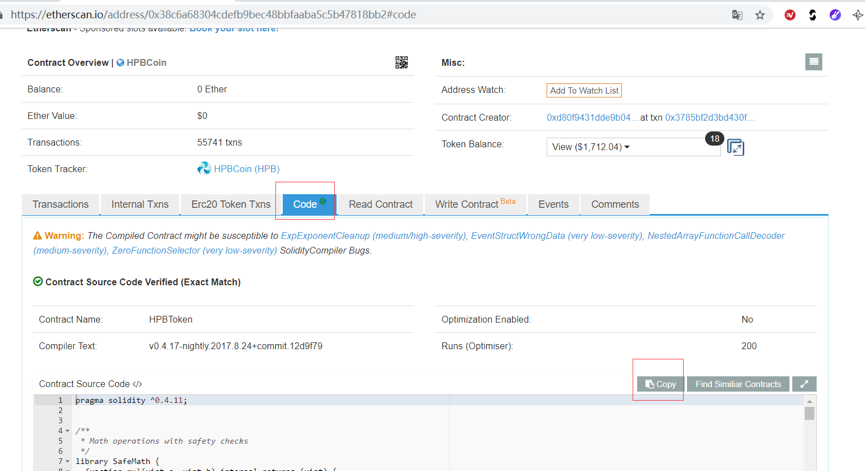 https://etherscan.io/address/0x38c6a68304cdefb9bec48bbfaaba5c5b47818bb2#code
Etherscan - Sponsored slots available. Book your slot here!
Contract Overview | HPBCoin
Misc:
Balance: 0 Ether
Address Watch: Add To Watch List
Ether Value: $0
Contract Creator: 0xd80f9431dde9b04... at txn 0x3785bf2d3bd430f...
Transactions: 55741 txns
Token Balance: View ($1,712.04) 18
Token Tracker: HPBCoin (HPB)
Transactions Internal Txns Erc20 Token Txns Code Read Contract Write Contract Beta Events Comments
Warning: The Compiled Contract might be susceptible to ExpExponentCleanup (medium/high-severity), EventStructWrongData (very low-severity), NestedArrayFunctionCallDecoder
(medium-severity), ZeroFunctionSelector (very low-severity) SolidityCompiler Bugs.
Contract Source Code Verified (Exact Match)
Contract Name: HPBToken
Optimization Enabled: No
Compiler Text: v0.4.17-nightly.2017.8.24+commit.12d9f79
Runs (Optimiser): 200
Contract Source Code </>
Copy Find Similiar Contracts
1 pragma solidity ^0.4.11;
2
3
4 /**
5 * Math operations with safety checks
6 */
7 library SafeMath {